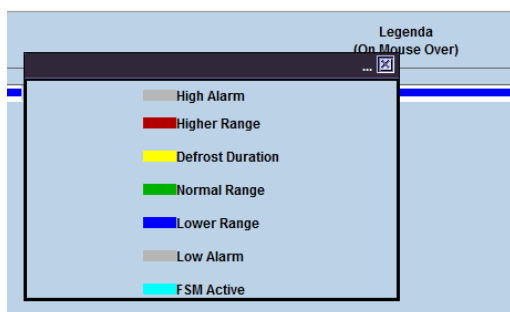 Legenda
(On Mouse Over)
...
High Alarm
Higher Range
Defrost Duration
Normal Range
Lower Range
Low Alarm
FSM Active